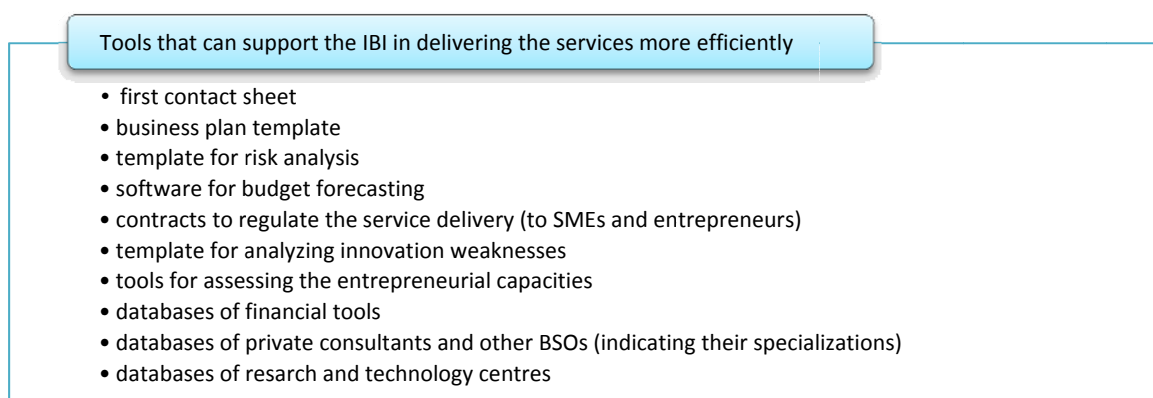 Tools that can support the IBI in delivering the services more efficiently
• first contact sheet
• business plan template
• template for risk analysis
• software for budget forecasting
• contracts to regulate the service delivery (to SMEs and entrepreneurs)
• template for analyzing innovation weaknesses
• tools for assessing the entrepreneurial capacities
• databases of financial tools
• databases of private consultants and other BSOs (indicating their specializations)
• databases of resarch and technology centres